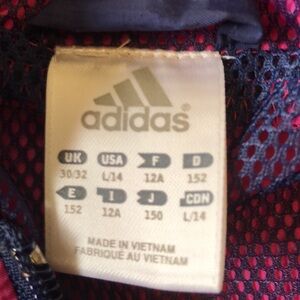 adidas®
UK USA F D
30/32 L/14 12A 152
E I J CDN
152 12A 150 L/14
MADE IN VIETNAM
FABRIQUÉ AU VIETNAM